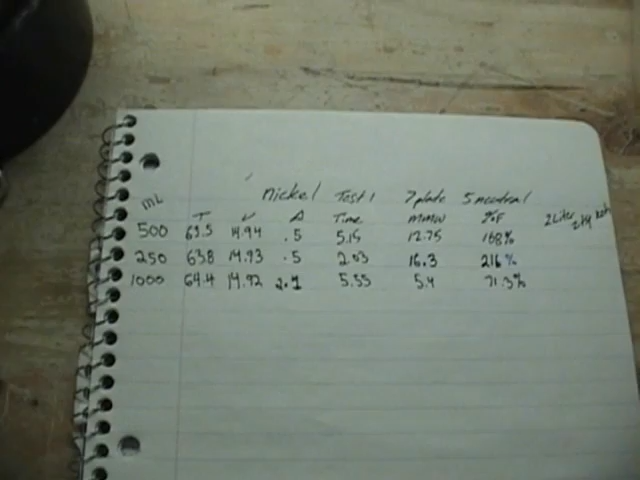 nickel Test 1 7 plate 5 neutral
mL T V A Time MMW %F 2 Liter
500 63.5 14.94 .5 5.15 12.75 168%
250 63.8 14.93 .5 2.03 16.3 216%
1000 64.4 14.92 2.1 5.55 5.4 71.3%